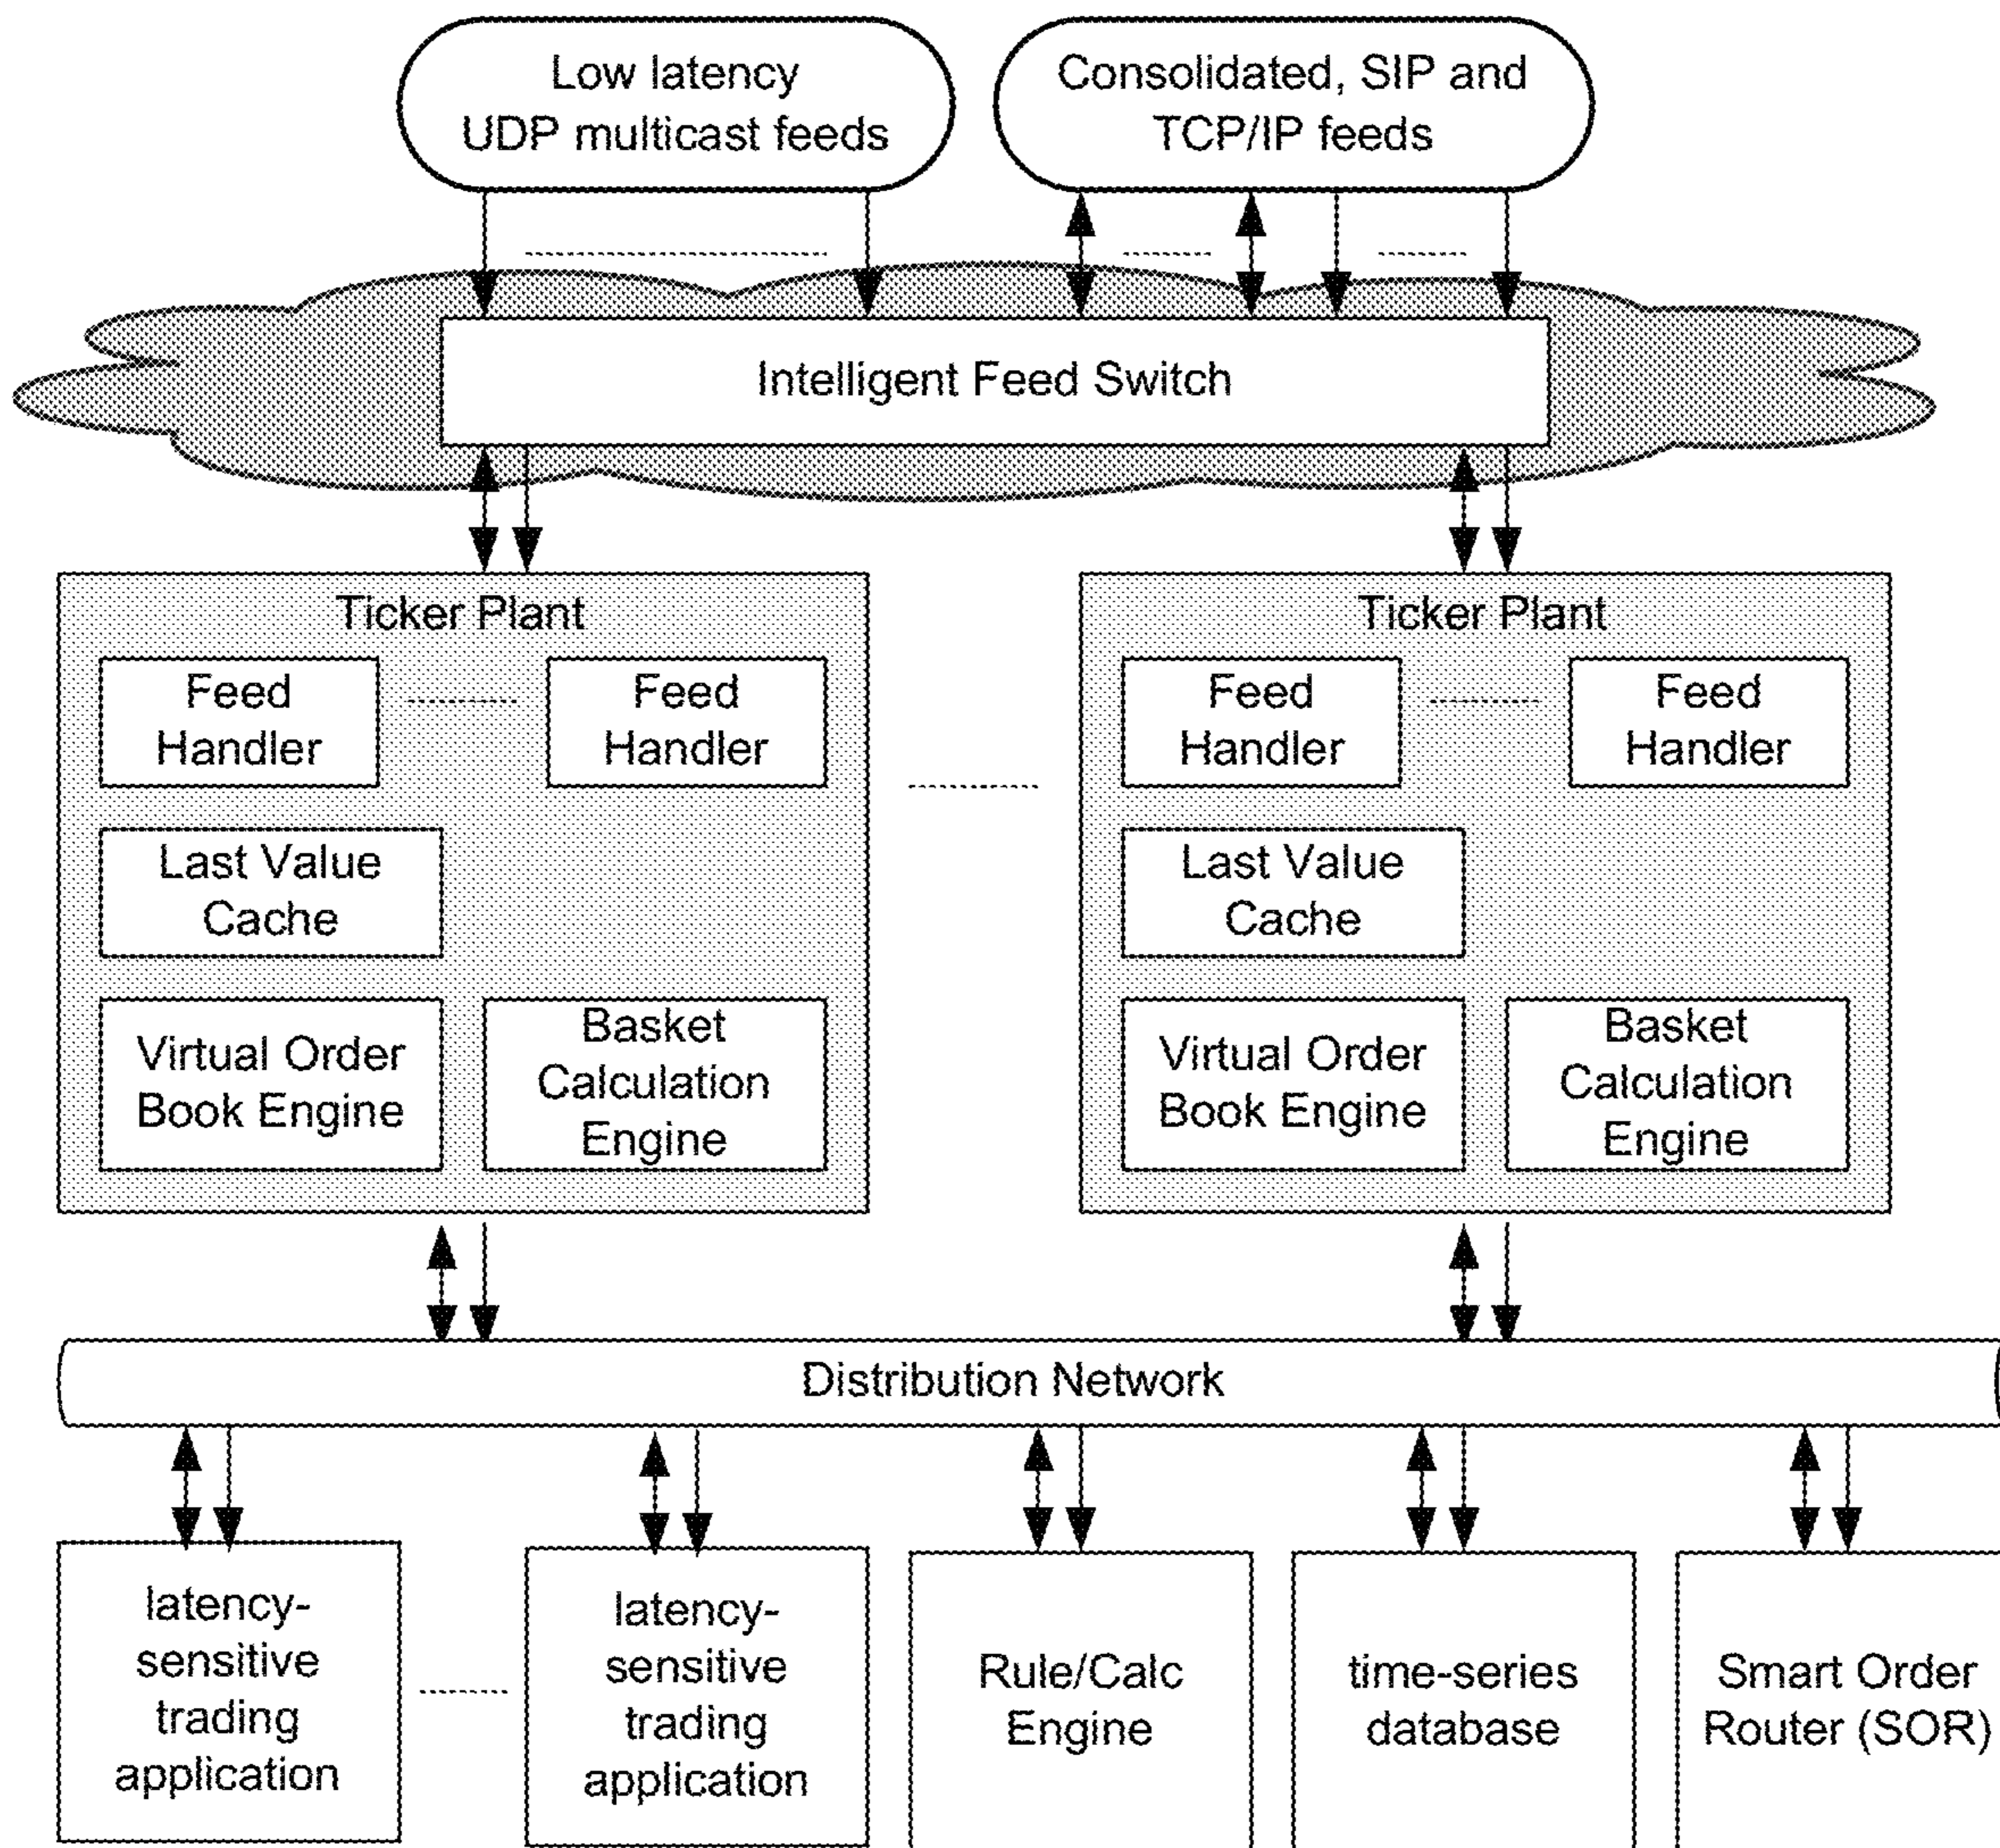 Low latency
UDP multicast feeds
Consolidated, SIP and
TCP/IP feeds
Intelligent Feed Switch
Ticker Plant
Feed
Handler
Feed
Handler
Last Value
Cache
Virtual Order
Book Engine
Basket
Calculation
Engine
Ticker Plant
Feed
Handler
Feed
Handler
Last Value
Cache
Virtual Order
Book Engine
Basket
Calculation
Engine
Distribution Network
latency-
sensitive
trading
application
latency-
sensitive
trading
application
Rule/Calc
Engine
time-series
database
Smart Order
Router (SOR)